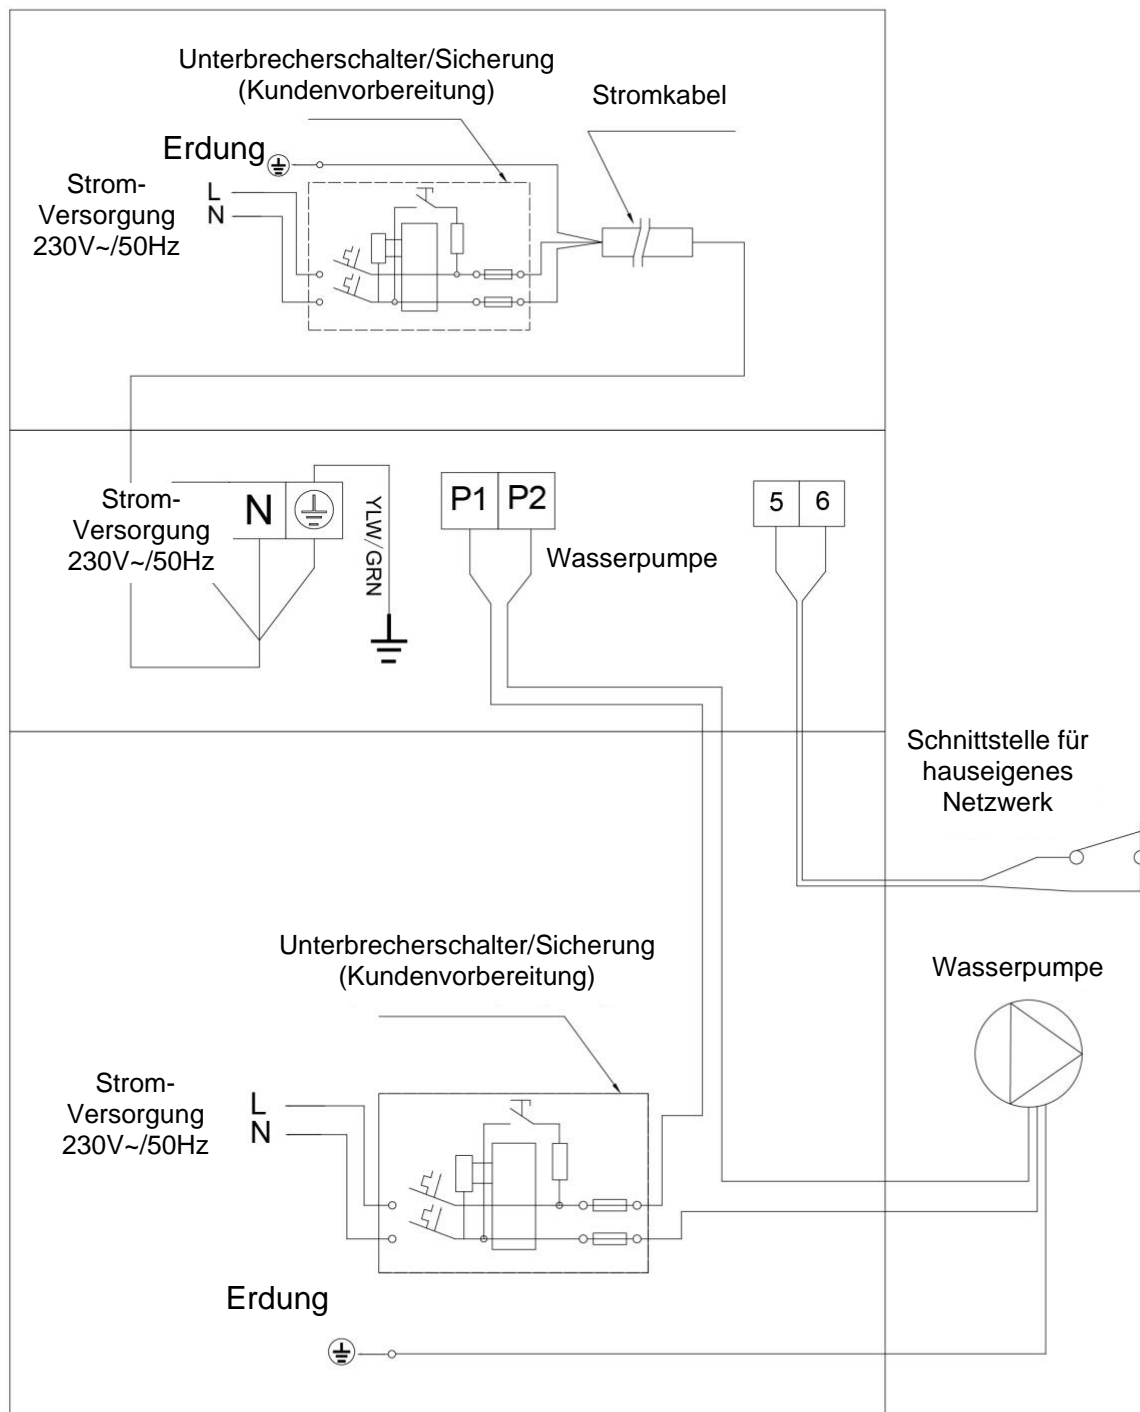 Unterbrecherschalter/Sicherung
(Kundenvorbereitung)
Stromkabel
Erdung
Strom-
Versorgung
230V~/50Hz
L
N
Strom-
Versorgung
230V~/50Hz
N
YLW/GRN
P1 P2
Wasserpumpe
5 6
Schnittstelle für
hauseigenes
Netzwerk
Unterbrecherschalter/Sicherung
(Kundenvorbereitung)
Wasserpumpe
Strom-
Versorgung
230V~/50Hz
L
N
Erdung